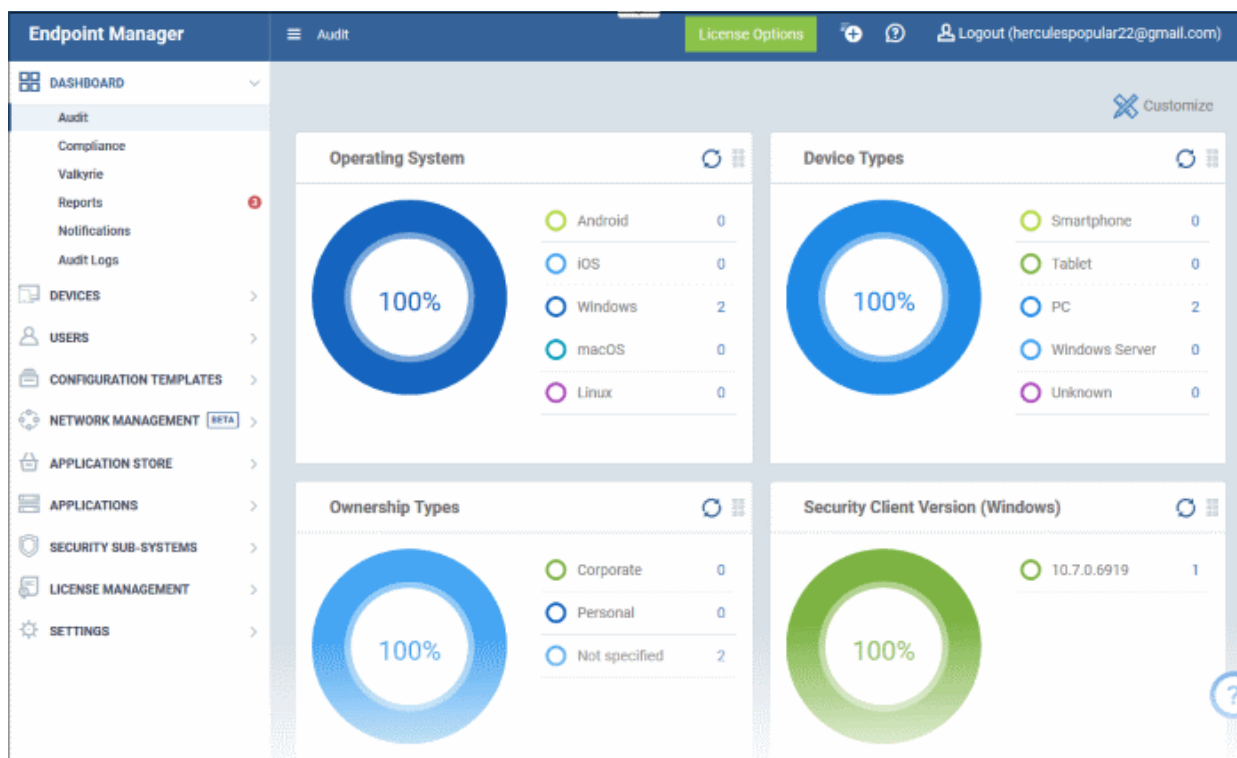 Endpoint Manager
Audit
License Options
Logout (herculespopular22@gmail.com)
DASHBOARD
Audit
Compliance
Valkyrie
Reports
Notifications
Audit Logs
DEVICES
USERS
CONFIGURATION TEMPLATES
NETWORK MANAGEMENT BETA
APPLICATION STORE
APPLICATIONS
SECURITY SUB-SYSTEMS
LICENSE MANAGEMENT
SETTINGS
Customize
Operating System
100%
Android 0
iOS 0
Windows 2
macOS 0
Linux 0
Device Types
100%
Smartphone 0
Tablet 0
PC 2
Windows Server 0
Unknown 0
Ownership Types
100%
Corporate 0
Personal 0
Not specified 2
Security Client Version (Windows)
100%
10.7.0.6919 1
?